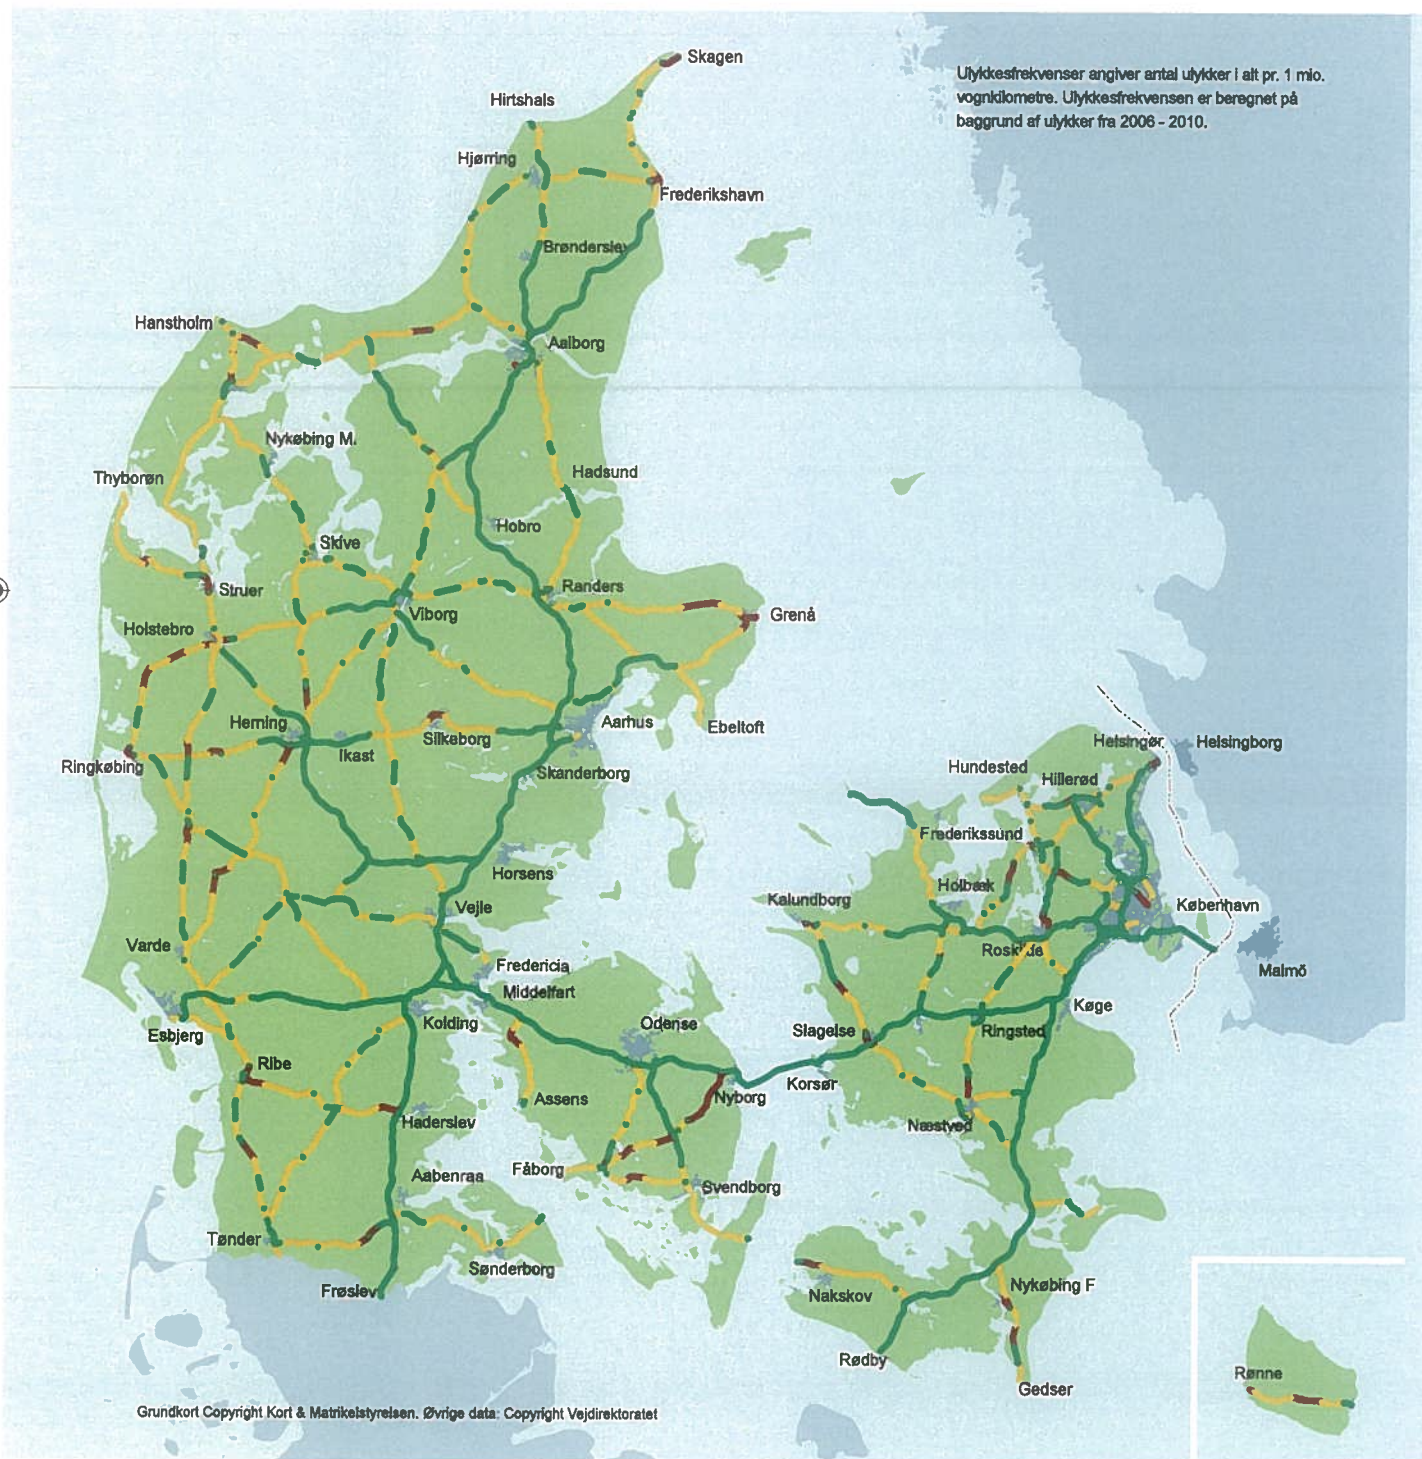 Skagen
Ulykkesfrekvenser angiver antal ulykker i alt pr. 1 mio.
vognkilometre. Ulykkesfrekvensen er beregnet på
baggrund af ulykker fra 2006 - 2010.
Hirtshals
Hjørring
Frederikshavn
Brønderslev
Hanstholm
Aalborg
Nykøbing M.
Thyborøn
Hadsund
Hobro
Skive
Struer
Randers
Viborg
Grenå
Holstebro
Herning
Aarhus
Ebeltoft
Ikast
Silkeborg
Ringkøbing
Skanderborg
Helsingør
Helsingborg
Hundested
Hillerød
Frederikssund
Horsens
Holbæk
Kalundborg
København
Vejle
Varde
Roskilde
Fredericia
Malmö
Middelfart
Køge
Kolding
Odense
Slagelse
Ringsted
Esbjerg
Ribe
Korsør
Assens
Nyborg
Haderslev
Næstved
Fåborg
Aabenraa
Svendborg
Tønder
Sønderborg
Frøslev
Nakskov
Nykøbing F
Rødby
Gedser
Rønne
Grundkort Copyright Kort & Matrikelstyrelsen. Øvrige data: Copyright Vejdirektoratet